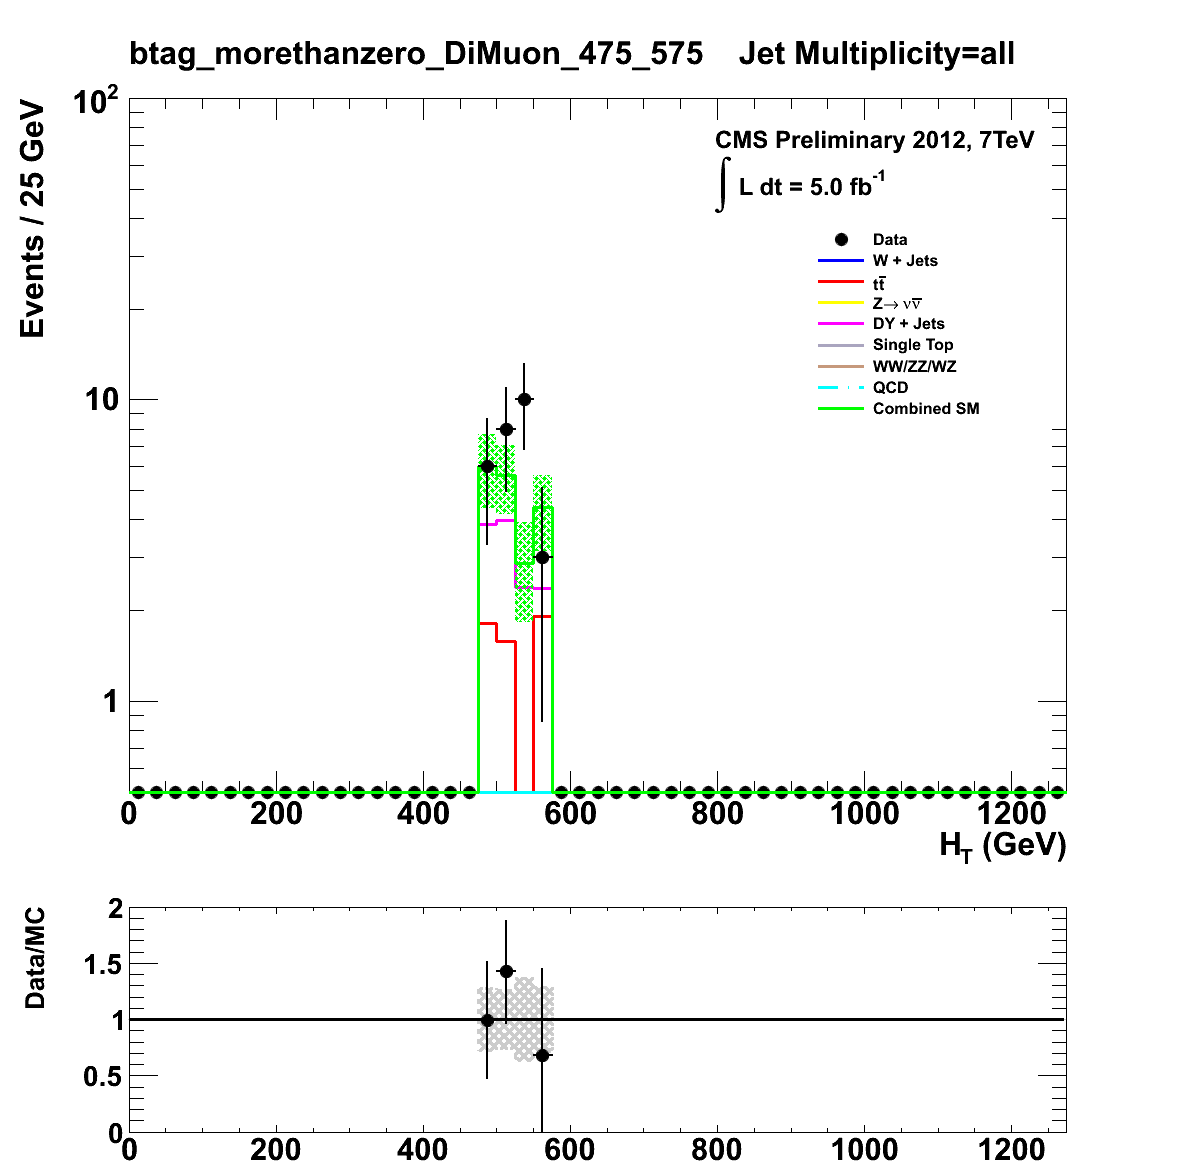 btag_morethanzero_DiMuon_475_575 Jet Multiplicity=all
Events / 25 GeV
10²
10
1
CMS Preliminary 2012, 7TeV
∫ L dt = 5.0 fb⁻¹
Data
W + Jets
tt̅
Z→ νν̅
DY + Jets
Single Top
WW/ZZ/WZ
QCD
Combined SM
0 200 400 600 800 1000 1200
H_T (GeV)
Data/MC
2
1.5
1
0.5
0
0 200 400 600 800 1000 1200